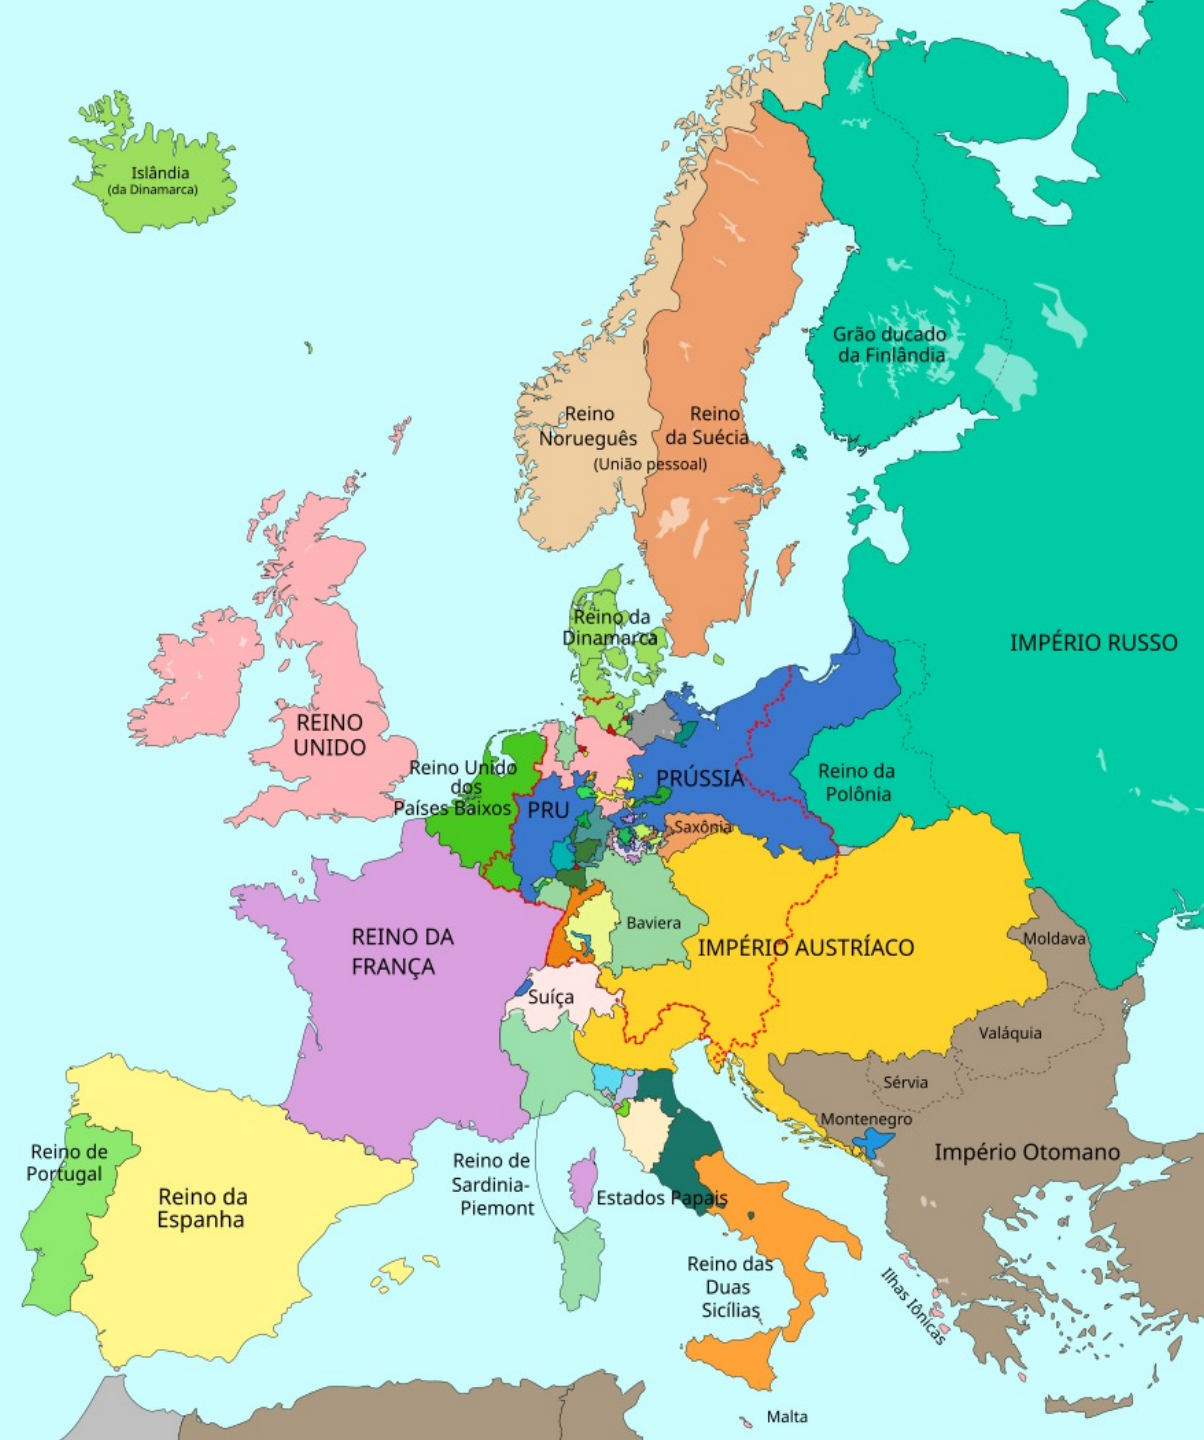 Islândia
(da Dinamarca)
Grão ducado
da Finlândia
Reino
Norueguês
Reino
da Suécia
(União pessoal)
Reino da
Dinamarca
IMPÉRIO RUSSO
REINO
UNIDO
Reino Unido
dos
Países Baixos
PRU
PRÚSSIA
Reino da
Polônia
Saxônia
Baviera
REINO DA
FRANÇA
IMPÉRIO AUSTRÍACO
Moldava
Suíça
Valáquia
Sérvia
Montenegro
Império Otomano
Reino de
Portugal
Reino da
Espanha
Reino de
Sardinia-
Piemont
Estados Papais
Reino das
Duas
Sicílias
Ilhas Iônicas
Malta